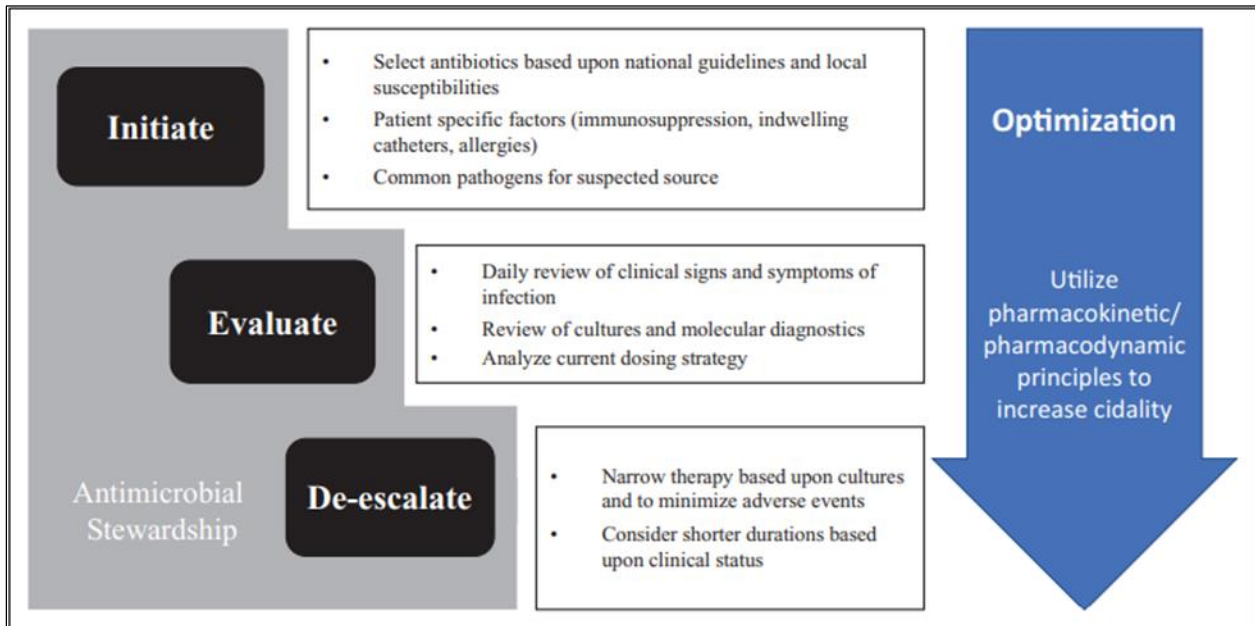 Initiate
• Select antibiotics based upon national guidelines and local
susceptibilities
• Patient specific factors (immunosuppression, indwelling
catheters, allergies)
• Common pathogens for suspected source
Evaluate
• Daily review of clinical signs and symptoms of
infection
• Review of cultures and molecular diagnostics
• Analyze current dosing strategy
De-escalate
• Narrow therapy based upon cultures
and to minimize adverse events
• Consider shorter durations based
upon clinical status
Antimicrobial
Stewardship
Optimization
Utilize
pharmacokinetic/
pharmacodynamic
principles to
increase cidality